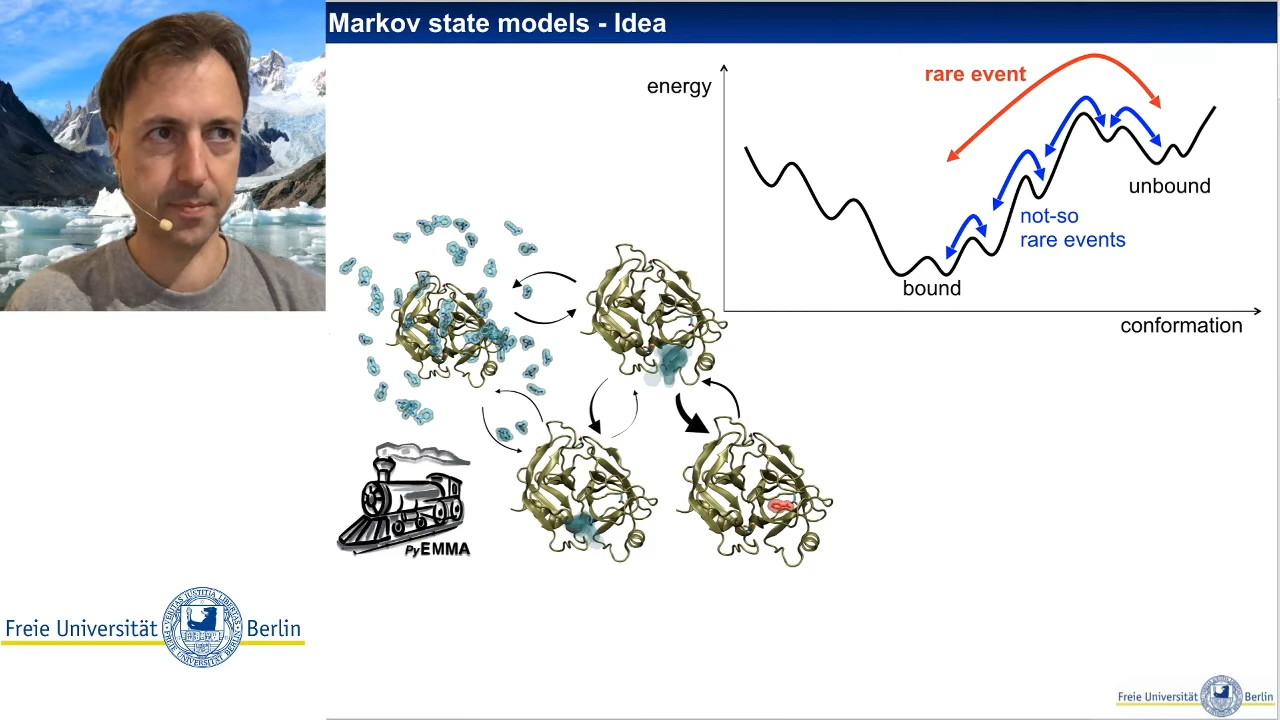 Markov state models - Idea
energy
rare event
unbound
not-so
rare events
bound
conformation
PyEMMA
Freie Universität Berlin
Freie Universität Berlin